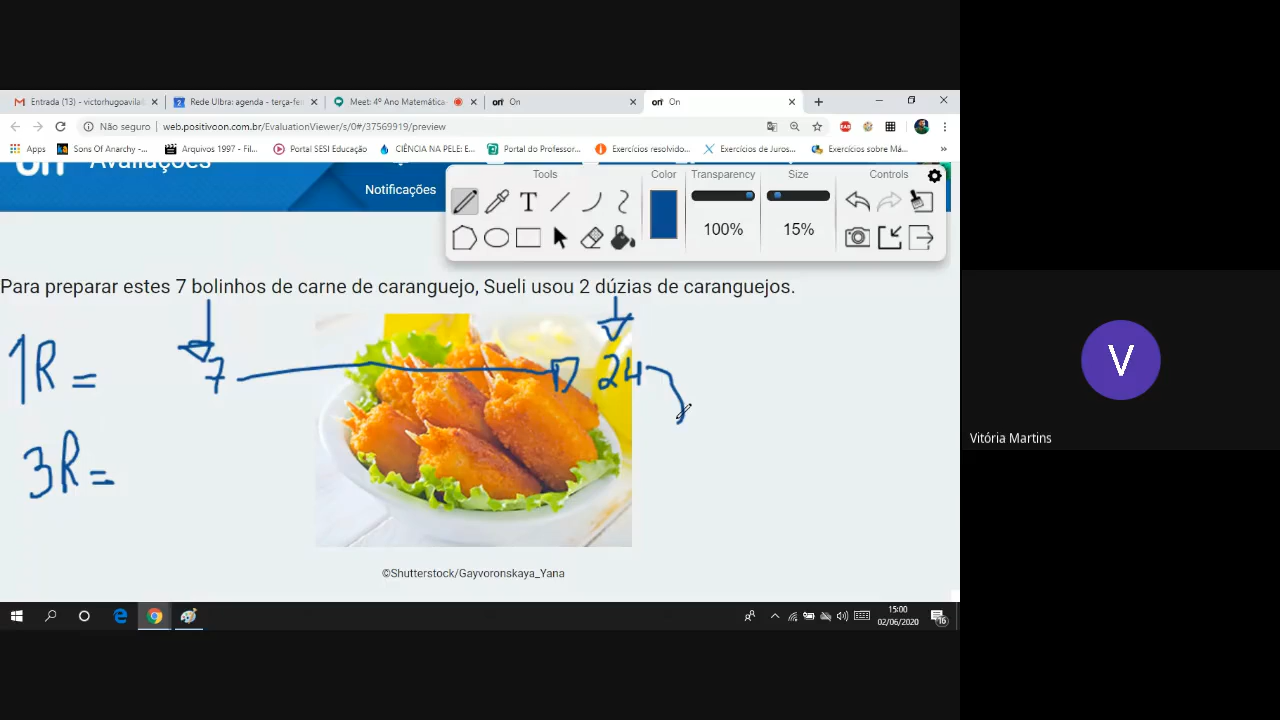 Entrada (13) - victorhugoavila
Rede Ulbra: agenda - terça-fei
Meet: 4º Ano Matemática
On
On
Não seguro
web.positivoon.com.br/EvaluationViewer/s/0#/37569919/preview
Apps
Sons Of Anarchy -...
Arquivos 1997 - Fil...
Portal SESI Educação
CIÊNCIA NA PELE: E...
Portal do Professor...
Exercícios resolvido...
Exercícios de Juros...
Exercícios sobre Má...
»
on Avaliações
Notificações
Tools
Color
Transparency
Size
Controls
T
100%
15%
Para preparar estes 7 bolinhos de carne de caranguejo, Sueli usou 2 dúzias de caranguejos.
1R = 7 24
3R =
©Shutterstock/Gayvoronskaya_Yana
V
Vitória Martins
15:00
02/06/2020
16